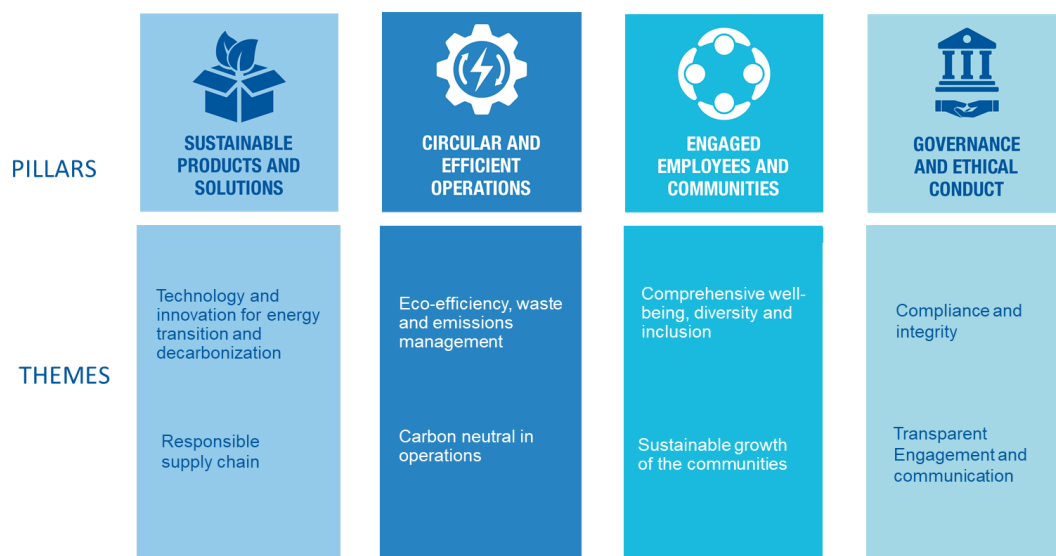 PILLARS
SUSTAINABLE
PRODUCTS AND
SOLUTIONS
CIRCULAR AND
EFFICIENT
OPERATIONS
ENGAGED
EMPLOYEES AND
COMMUNITIES
GOVERNANCE
AND ETHICAL
CONDUCT
THEMES
Technology and
innovation for energy
transition and
decarbonization
Responsible
supply chain
Eco-efficiency, waste
and emissions
management
Carbon neutral in
operations
Comprehensive well-
being, diversity and
inclusion
Sustainable growth
of the communities
Compliance and
integrity
Transparent
Engagement and
communication